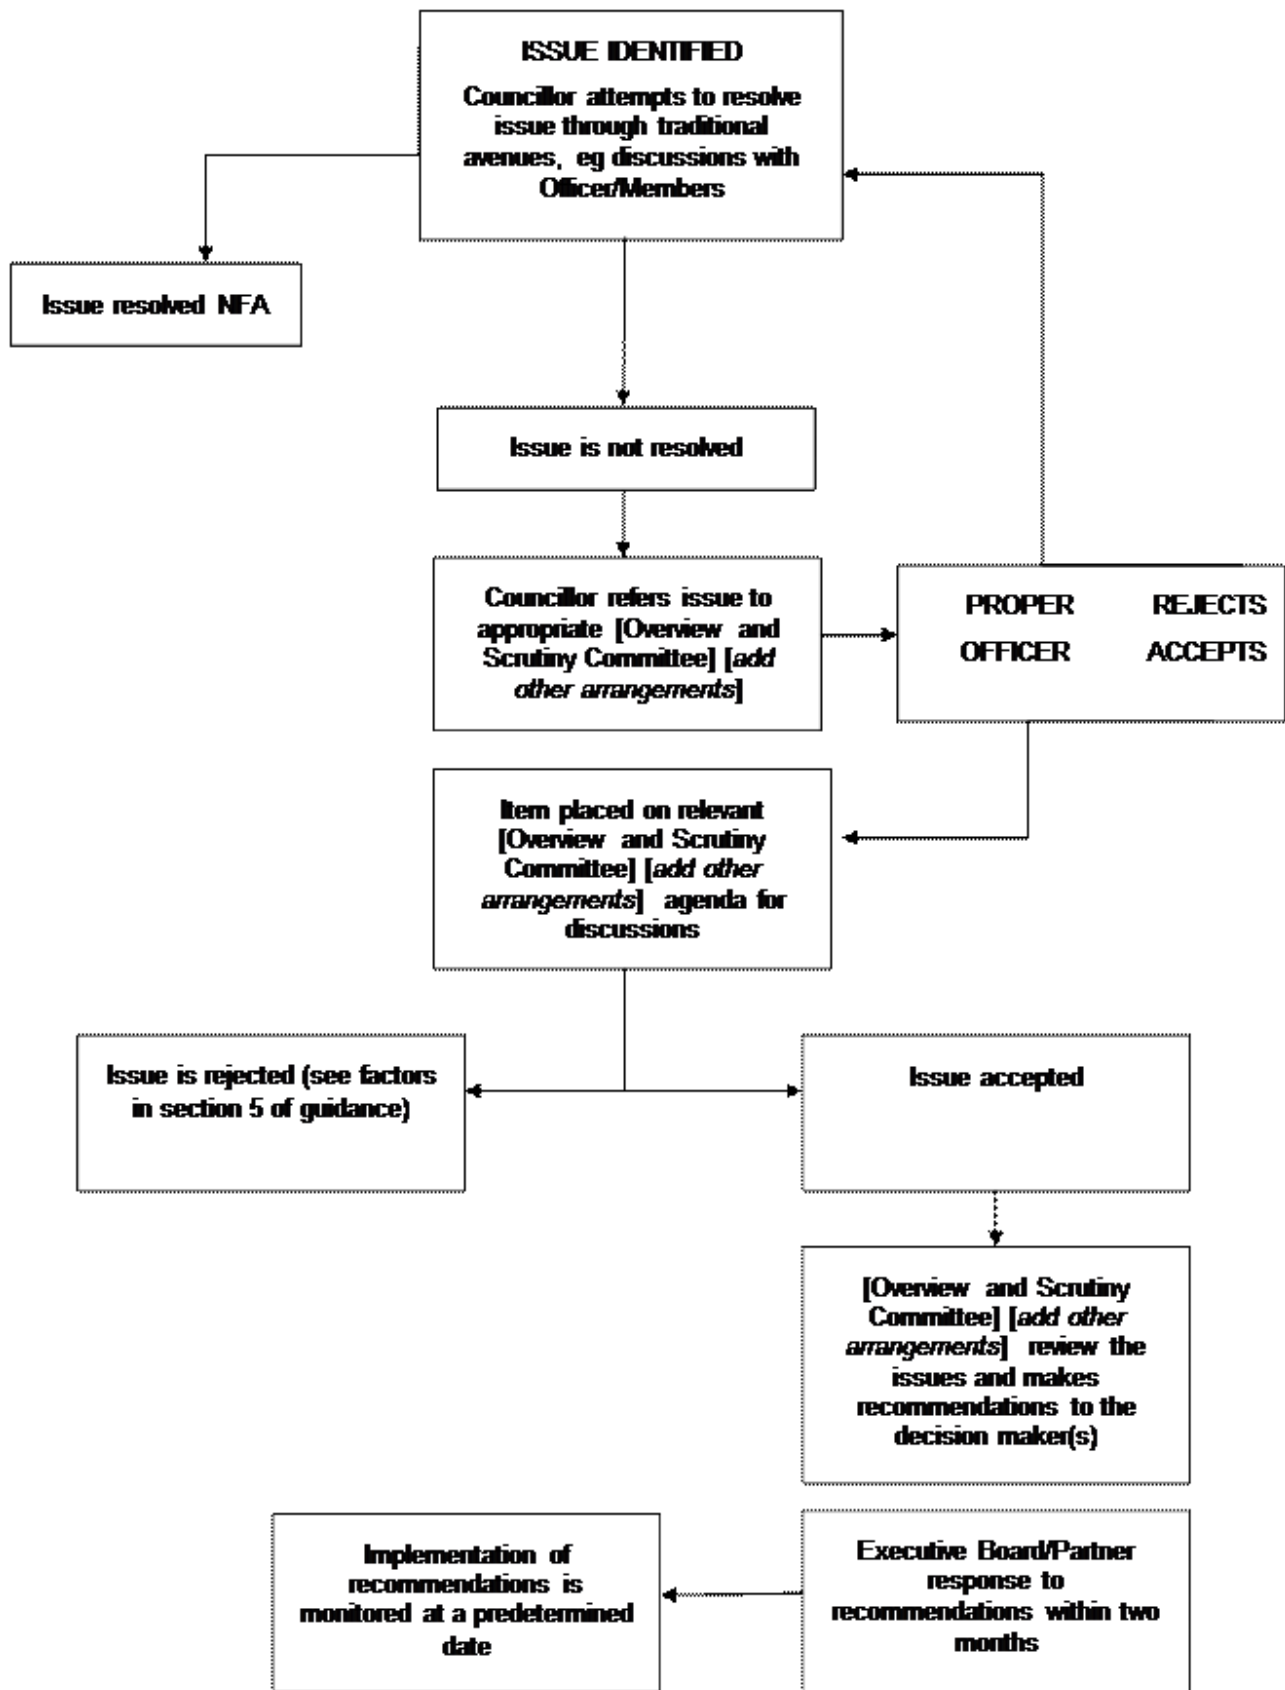 ISSUE IDENTIFIED
Councillor attempts to resolve
issue through traditional
avenues, eg discussions with
Officer/Members
Issue resolved NFA
Issue is not resolved
Councillor refers issue to
appropriate [Overview and
Scrutiny Committee] [add
other arrangements]
PROPER REJECTS
OFFICER ACCEPTS
Item placed on relevant
[Overview and Scrutiny
Committee] [add other
arrangements] agenda for
discussions
Issue is rejected (see factors
in section 5 of guidance)
Issue accepted
[Overview and Scrutiny
Committee] [add other
arrangements] review the
issues and makes
recommendations to the
decision maker(s)
Executive Board/Partner
response to
recommendations within two
months
Implementation of
recommendations is
monitored at a predetermined
date